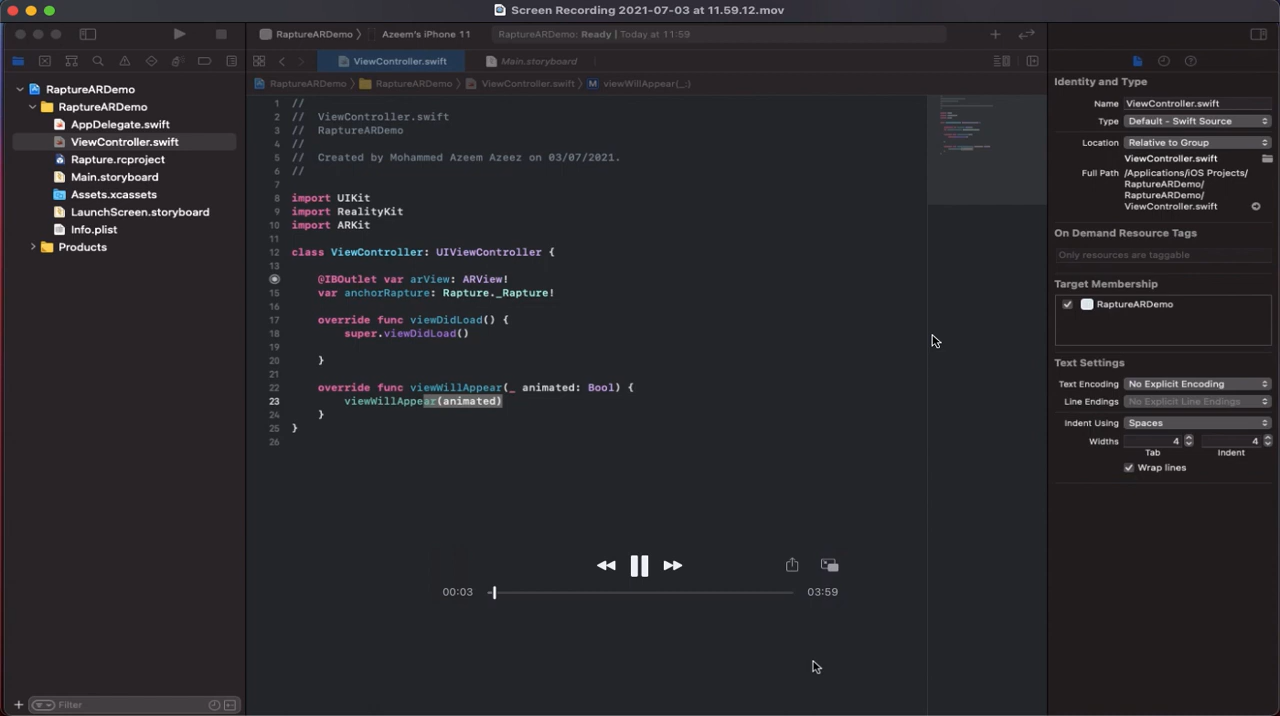 Screen Recording 2021-07-03 at 11.59.12.mov
RaptureARDemo
Azeem's iPhone 11
RaptureARDemo: Ready | Today at 11:59
ViewController.swift
Main.storyboard
RaptureARDemo
RaptureARDemo
ViewController.swift
M
viewWillAppear(_:)
RaptureARDemo
RaptureARDemo
AppDelegate.swift
ViewController.swift
Rapture.rcproject
Main.storyboard
Assets.xcassets
LaunchScreen.storyboard
Info.plist
Products
Filter
1 //
2 // ViewController.swift
3 // RaptureARDemo
4 //
5 // Created by Mohammed Azeem Azeez on 03/07/2021.
6 //
7
8 import UIKit
9 import RealityKit
10 import ARKit
11
12 class ViewController: UIViewController {
13
@IBOutlet var arView: ARView!
15 var anchorRapture: Rapture._Rapture!
16
17 override func viewDidLoad() {
18 super.viewDidLoad()
19
20 }
21
22 override func viewWillAppear(_ animated: Bool) {
23 viewWillAppear(animated)
24 }
25 }
26
00:03
03:59
Identity and Type
Name ViewController.swift
Type Default - Swift Source
Location Relative to Group
ViewController.swift
Full Path /Applications/iOS Projects/
RaptureARDemo/
RaptureARDemo/
ViewController.swift
On Demand Resource Tags
Only resources are taggable
Target Membership
RaptureARDemo
Text Settings
Text Encoding No Explicit Encoding
Line Endings No Explicit Line Endings
Indent Using Spaces
Widths 4 4
Tab Indent
Wrap lines